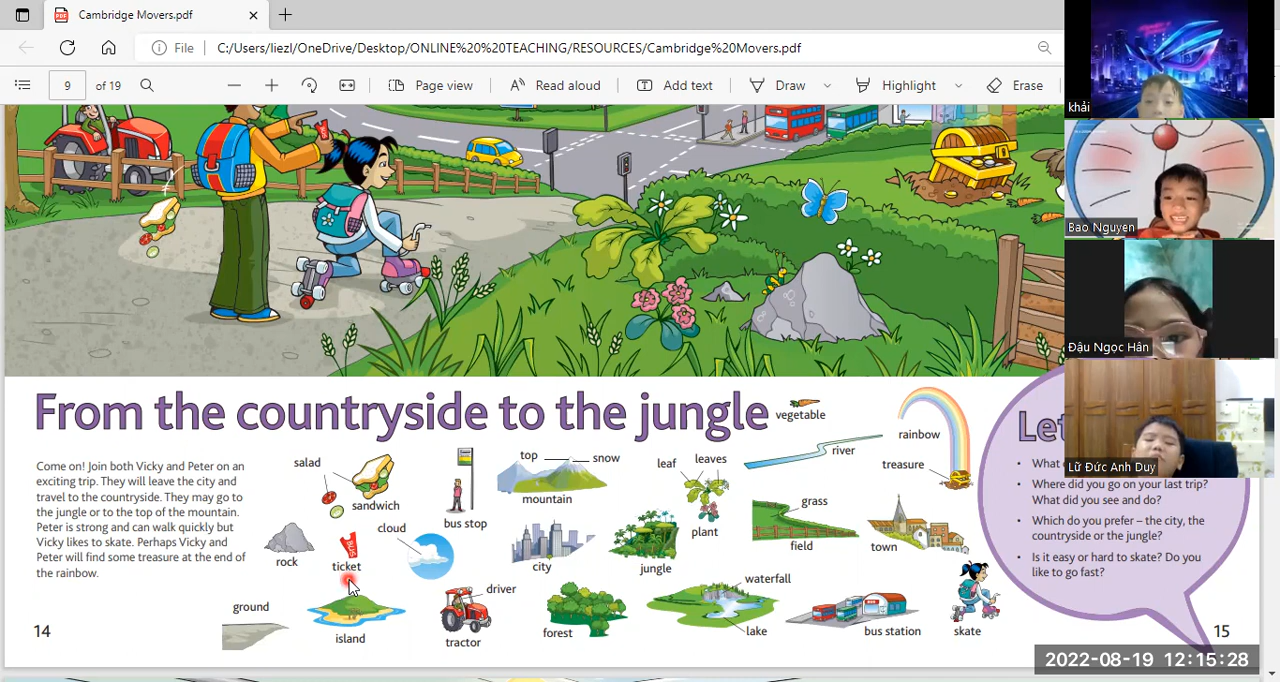 Cambridge Movers.pdf
File
C:/Users/liezl/OneDrive/Desktop/ONLINE%20%20TEACHING/RESOURCES/Cambridge%20Movers.pdf
9 of 19
Page view
Read aloud
Add text
Draw
Highlight
Erase
khải
Bao Nguyen
Đậu Ngọc Hân
Lữ Đức Anh Duy
From the countryside to the jungle
Come on! Join both Vicky and Peter on an
exciting trip. They will leave the city and
travel to the countryside. They may go to
the jungle or to the top of the mountain.
Peter is strong and can walk quickly but
Vicky likes to skate. Perhaps Vicky and
Peter will find some treasure at the end of
the rainbow.
14
salad
sandwich
rock
BUS
ticket
cloud
ground
island
bus stop
driver
tractor
top
snow
mountain
city
forest
leaf
leaves
plant
jungle
waterfall
lake
vegetable
river
grass
field
rainbow
treasure
town
bus station
skate
Let
• What
• Where did you go on your last trip?
What did you see and do?
• Which do you prefer – the city, the
countryside or the jungle?
• Is it easy or hard to skate? Do you
like to go fast?
15
2022-08-19 12:15:28